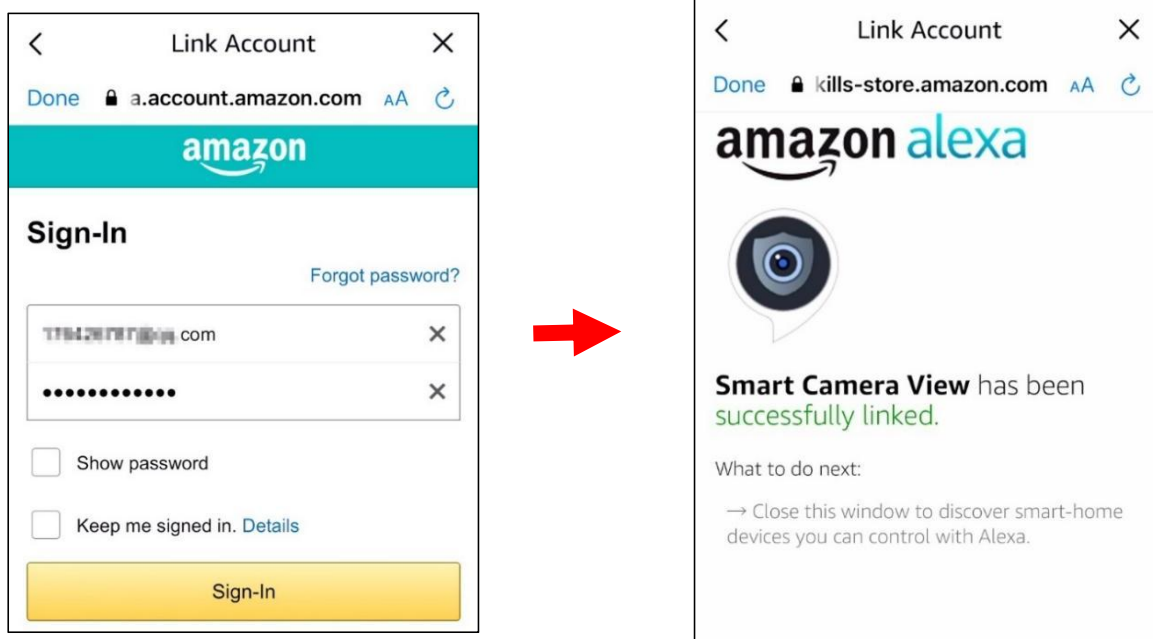 Link Account
Done a.account.amazon.com AA
amazon
Sign-In
Forgot password?
.com
••••••••••••
Show password
Keep me signed in. Details
Sign-In
Link Account
Done kills-store.amazon.com AA
amazon alexa
Smart Camera View has been
successfully linked.
What to do next:
→ Close this window to discover smart-home
devices you can control with Alexa.